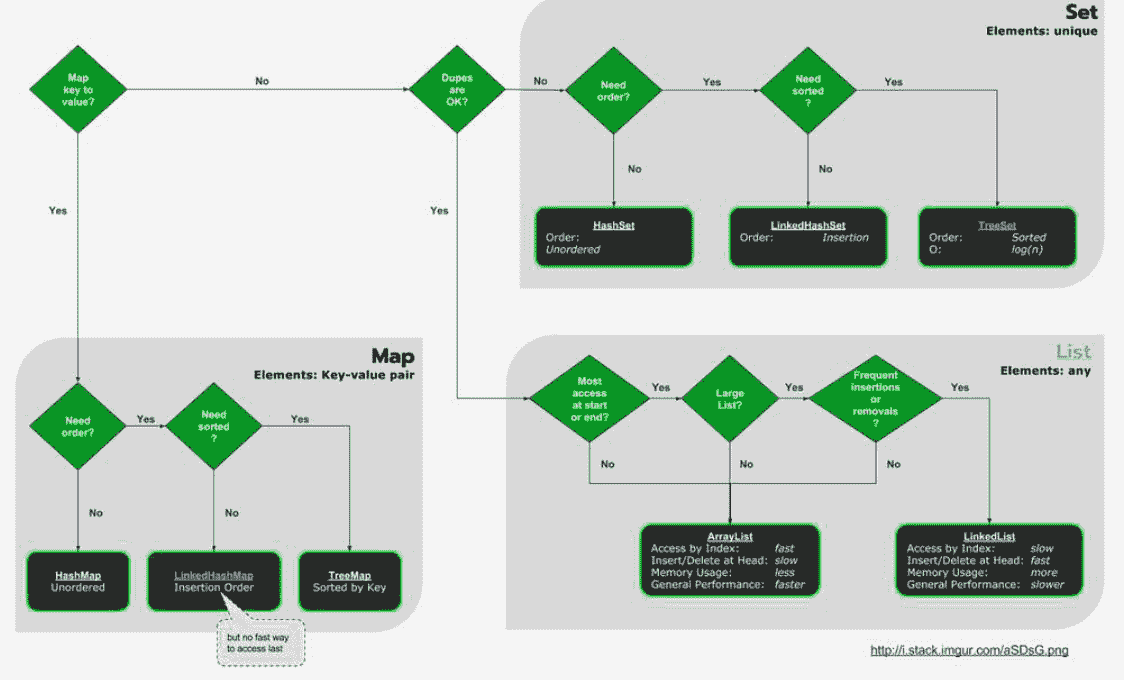 Set
Elements: unique
Map
key to
value?
No
Dupes
are
OK?
No
Need
order?
Yes
Need
sorted
?
Yes
No
No
Yes
Yes
HashSet
Order:
Unordered
LinkedHashSet
Order: Insertion
TreeSet
Order: Sorted
O: log(n)
Map
Elements: Key-value pair
Need
order?
Yes
Need
sorted
?
Yes
No
No
HashMap
Unordered
LinkedHashMap
Insertion Order
TreeMap
Sorted by Key
but no fast way
to access last
List
Elements: any
Most
access
at start
or end?
Yes
Large
List?
Yes
Frequent
insertions
or
removals
?
Yes
No
No
No
ArrayList
Access by Index: fast
Insert/Delete at Head: slow
Memory Usage: less
General Performance: faster
LinkedList
Access by Index: slow
Insert/Delete at Head: fast
Memory Usage: more
General Performance: slower
http://i.stack.imgur.com/aSDsG.png